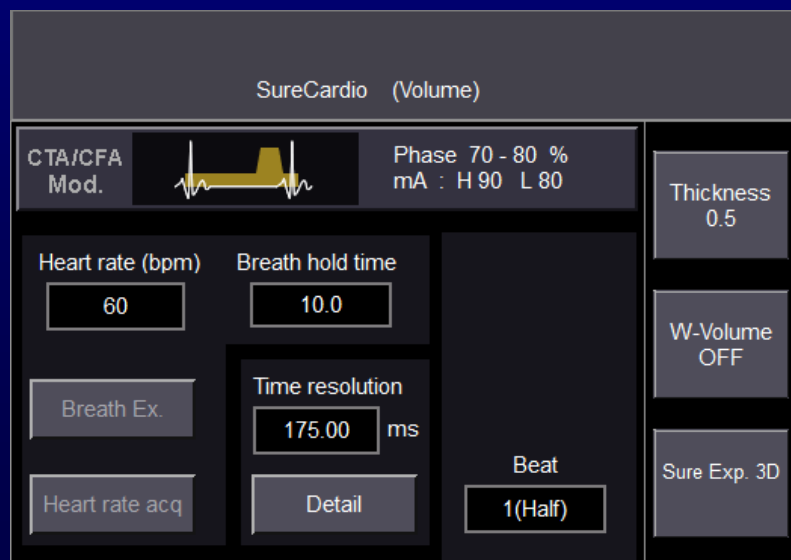 SureCardio (Volume)
CTA/CFA
Mod.
Phase 70 - 80 %
mA : H 90 L 80
Thickness
0.5
Heart rate (bpm)
60
Breath hold time
10.0
W-Volume
OFF
Breath Ex.
Time resolution
175.00 ms
Heart rate acq
Detail
Beat
1(Half)
Sure Exp. 3D